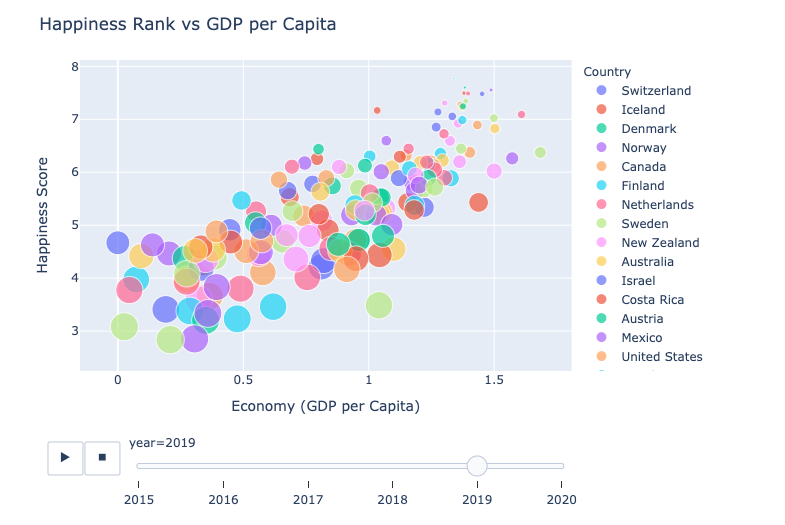 Happiness Rank vs GDP per Capita
Happiness Score
8
7
6
5
4
3
0
0.5
1
1.5
Economy (GDP per Capita)
Country
Switzerland
Iceland
Denmark
Norway
Canada
Finland
Netherlands
Sweden
New Zealand
Australia
Israel
Costa Rica
Austria
Mexico
United States
year=2019
2015
2016
2017
2018
2019
2020